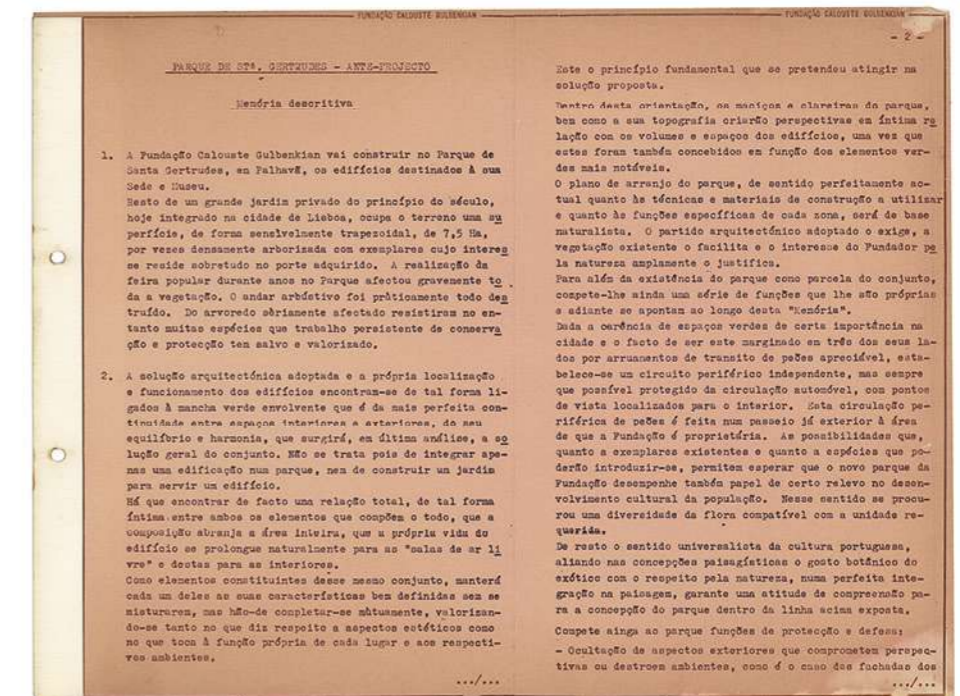 FUNDAÇÃO CALOUSTE GULBENKIAN
PARQUE DE STª. GERTRUDES - ANTE-PROJECTO
Memória descritiva
1. A Fundação Calouste Gulbenkian vai construir no Parque de
Santa Gertrudes, em Palhavã, os edifícios destinados à sua
Sede e Museu.
Resto de um grande jardim privado do princípio do século,
hoje integrado na cidade de Lisboa, ocupa o terreno uma su
perfície, de forma sensìvelmente trapezoidal, de 7,5 Ha,
por vezes densamente arborizada com exemplares cujo interes
se reside sobretudo no porte adquirido. A realização da
feira popular durante anos no Parque afectou gravemente to
da a vegetação. O andar arbústivo foi pràticamente todo des
truído. Do arvoredo sèriamente afectado resistiram no en-
tanto muitas espécies que trabalho persistente de conserva
ção e protecção tem salvo e valorizado.
2. A solução arquitectónica adoptada e a própria localização
e funcionamento dos edifícios encontram-se de tal forma li-
gados à mancha verde envolvente que é da mais perfeita con-
tinuidade entre espaços interiores e exteriores, do seu
equilíbrio e harmonia, que surgirá, em última análise, a so
lução geral do conjunto. Não se trata pois de integrar ape-
nas uma edificação num parque, nem de construir um jardim
para servir um edifício.
Há que encontrar de facto uma relação total, de tal forma
íntima entre ambos os elementos que compõem o todo, que a
composição abranja a área inteira, que a própria vida do
edifício se prolongue naturalmente para as "salas de ar li
vre" e destas para as interiores.
Como elementos constituintes desse mesmo conjunto, manterá
cada um deles as suas características bem definidas sem se
misturarem, mas hão-de completar-se mùtuamente, valorizan-
do-se tanto no que diz respeito a aspectos estéticos como
no que toca à função própria de cada lugar e aos respecti-
vos ambientes.
.../...
FUNDAÇÃO CALOUSTE GULBENKIAN
- 2 -
Este o princípio fundamental que se pretendeu atingir na
solução proposta.
Dentro desta orientação, os maciços e clareiras do parque,
bem como a sua topografia criarão perspectivas em íntima re
lação com os volumes e espaços dos edifícios, uma vez que
estes foram também concebidos em função dos elementos ver-
des mais notáveis.
O plano de arranjo do parque, de sentido perfeitamente ac-
tual quanto às técnicas e materiais de construção a utilizar
e quanto às funções específicas de cada zona, será de base
naturalista. O partido arquitectónico adoptado o exige, a
vegetação existente o facilita e o interesse do Fundador pe
la natureza amplamente o justifica.
Para além da existência do parque como parcela do conjunto,
compete-lhe ainda uma série de funções que lhe são próprias
e adiante se apontam ao longo desta "Memória".
Dada a carência de espaços verdes de certa importância na
cidade e o facto de ser este marginado em três dos seus la-
dos por arruamentos de transito de peões apreciável, esta-
belece-se um circuito periférico independente, mas sempre
que possível protegido da circulação automóvel, com pontos
de vista localizados para o interior. Esta circulação pe-
riférica de peões é feita num passeio já exterior à área
de que a Fundação é proprietária. As possibilidades que,
quanto a exemplares existentes e quanto a espécies que po-
derão introduzir-se, permitem esperar que o novo parque da
Fundação desempenhe também papel de certo relevo no desen-
volvimento cultural da população. Nesse sentido se procu-
rou uma diversidade da flora compatível com a unidade re-
querida.
De resto o sentido universalista da cultura portuguesa,
aliando nas concepções paisagísticas o gosto botânico do
exótico com o respeito pela natureza, numa perfeita inte-
gração na paisagem, garante uma atitude de compreensão pa-
ra a concepção do parque dentro da linha acima exposta.
Compete ainga ao parque funções de protecção e defesa:
- Ocultação de aspectos exteriores que comprometem perspec-
tivas ou destroem ambientes, como é o caso das fachadas dos
.../...